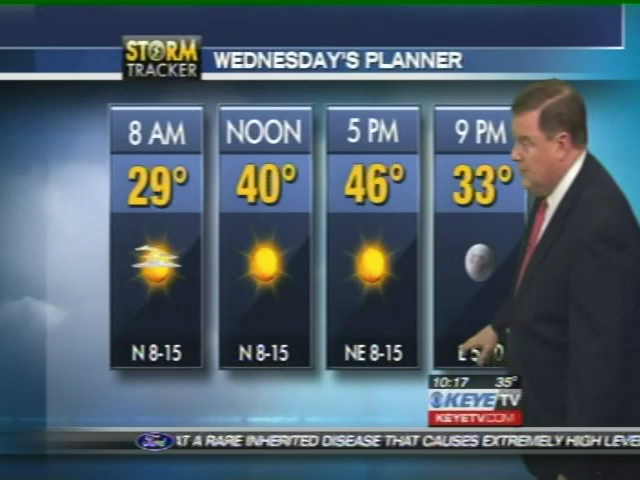 STORM
TRACKER
WEDNESDAY'S PLANNER
8 AM NOON 5 PM 9 PM
29° 40° 46° 33°
N 8-15 N 8-15 NE 8-15
10:17 35°
KEYE TV
KEYETV.COM
Ford AT A RARE INHERITED DISEASE THAT CAUSES EXTREMELY HIGH LEVE